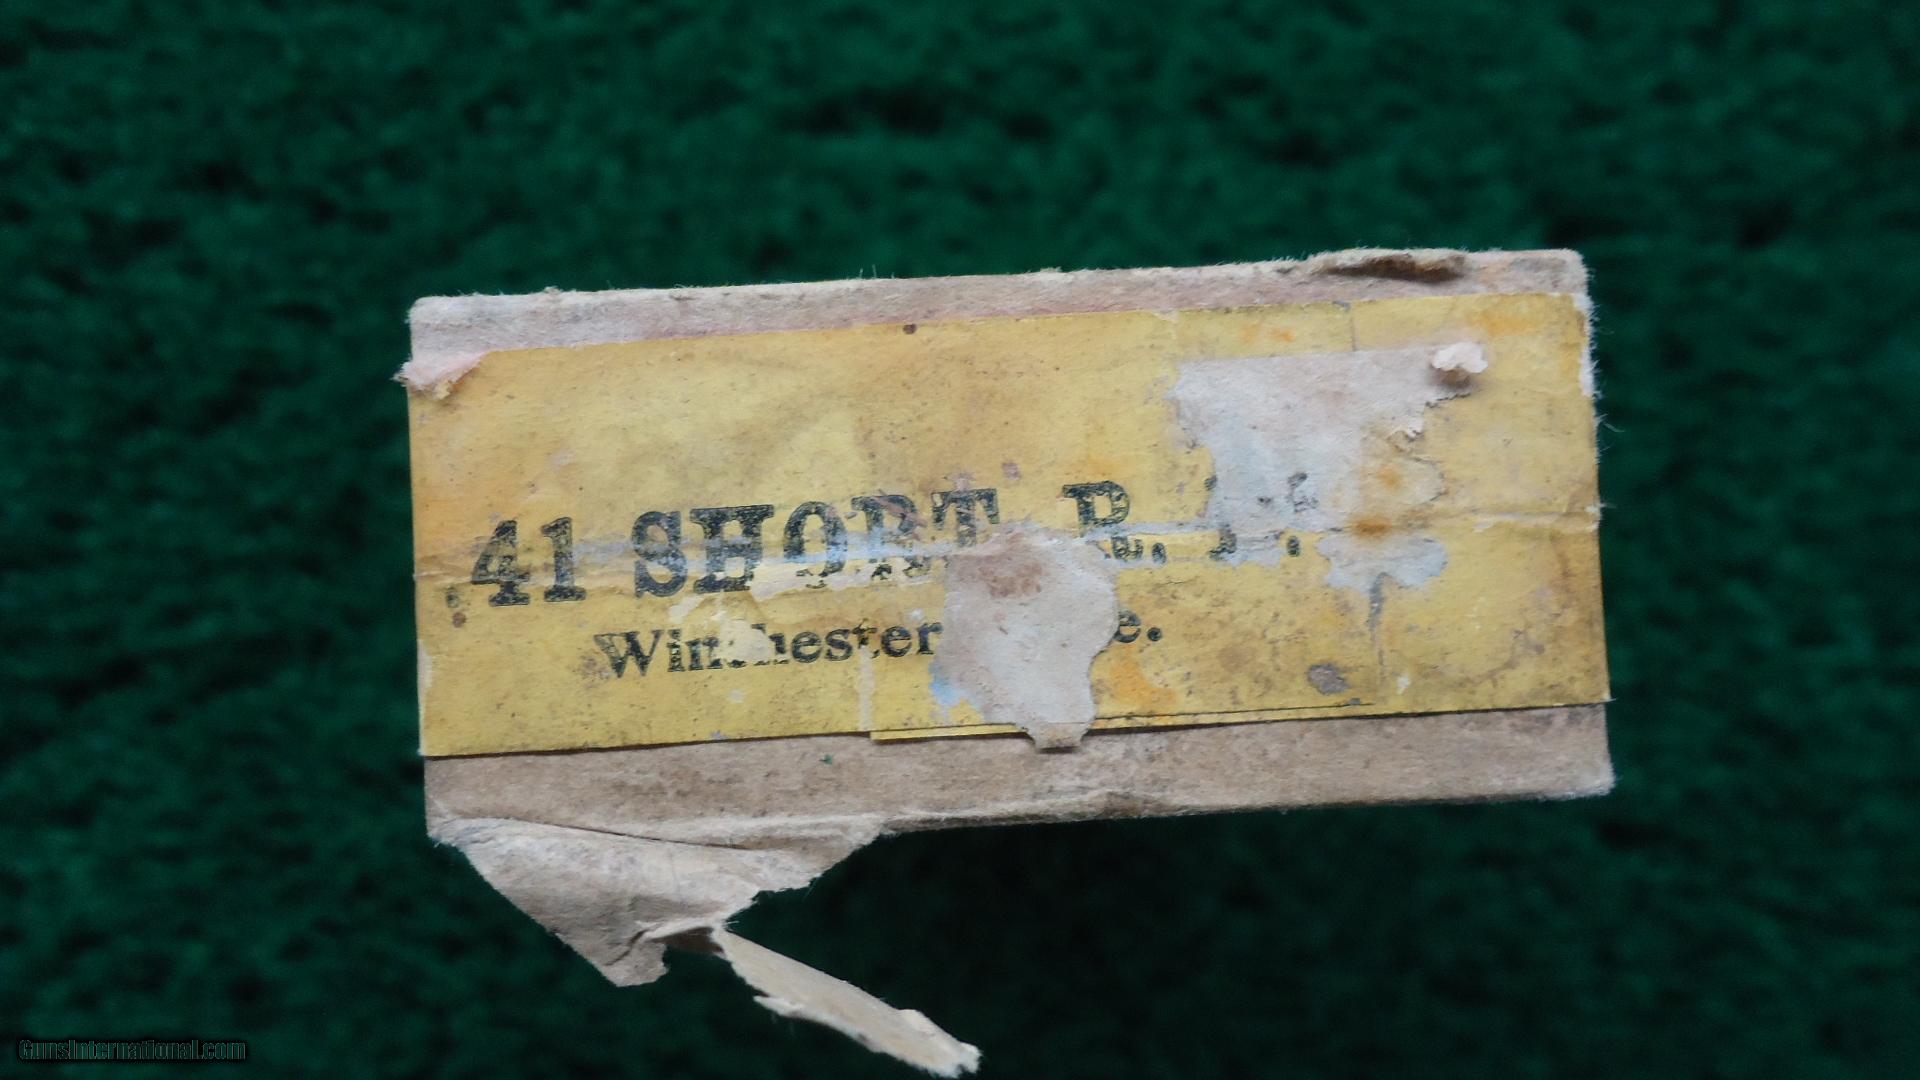 .41 SHORT R.
Winchester
GunsInternational.com